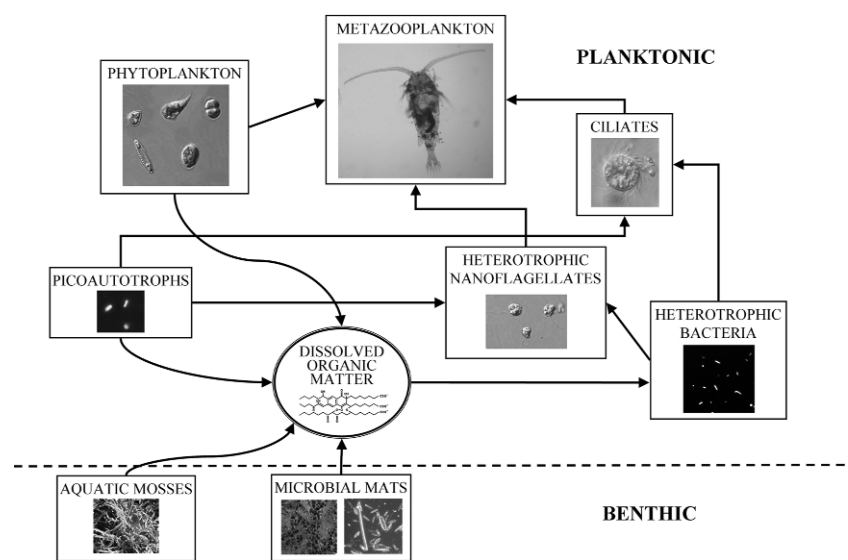 METAZOOPLANKTON
PHYTOPLANKTON
PLANKTONIC
CILIATES
HETEROTROPHIC
NANOFLAGELLATES
PICOAUTOTROPHS
HETEROTROPHIC
BACTERIA
DISSOLVED
ORGANIC
MATTER
AQUATIC MOSSES
MICROBIAL MATS
BENTHIC